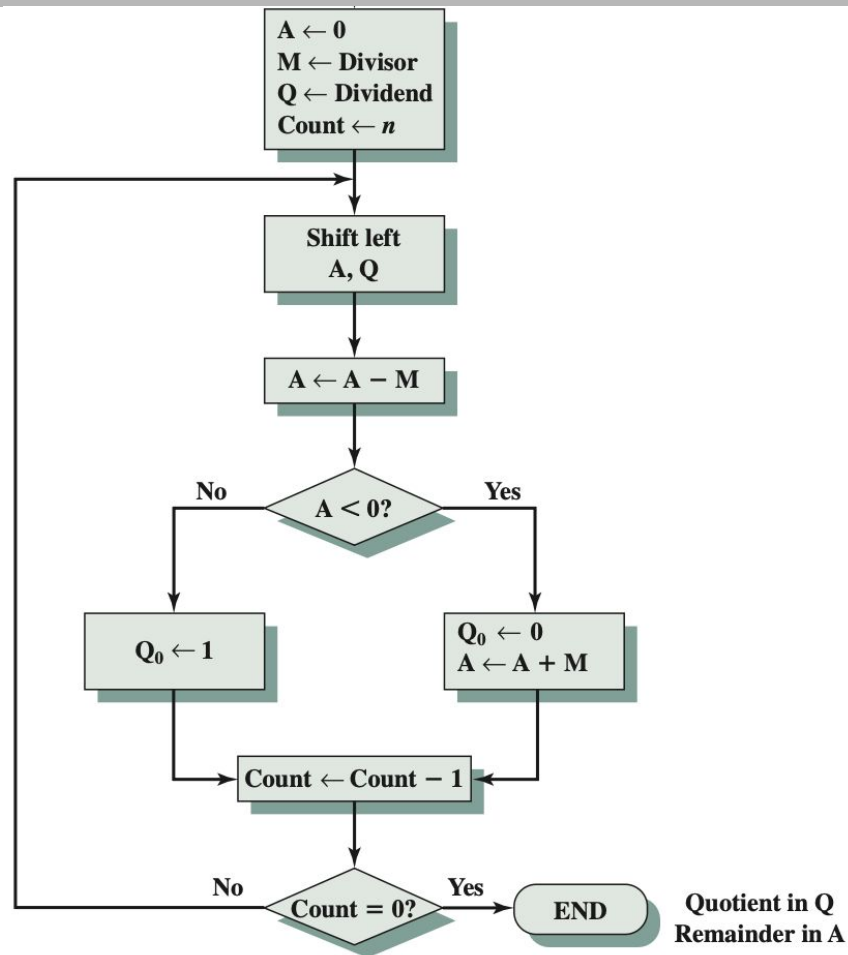 A ← 0
M ← Divisor
Q ← Dividend
Count ← n
Shift left
A, Q
A ← A − M
No
A < 0?
Yes
Q₀ ← 1
Q₀ ← 0
A ← A + M
Count ← Count − 1
No
Count = 0?
Yes
END
Quotient in Q
Remainder in A